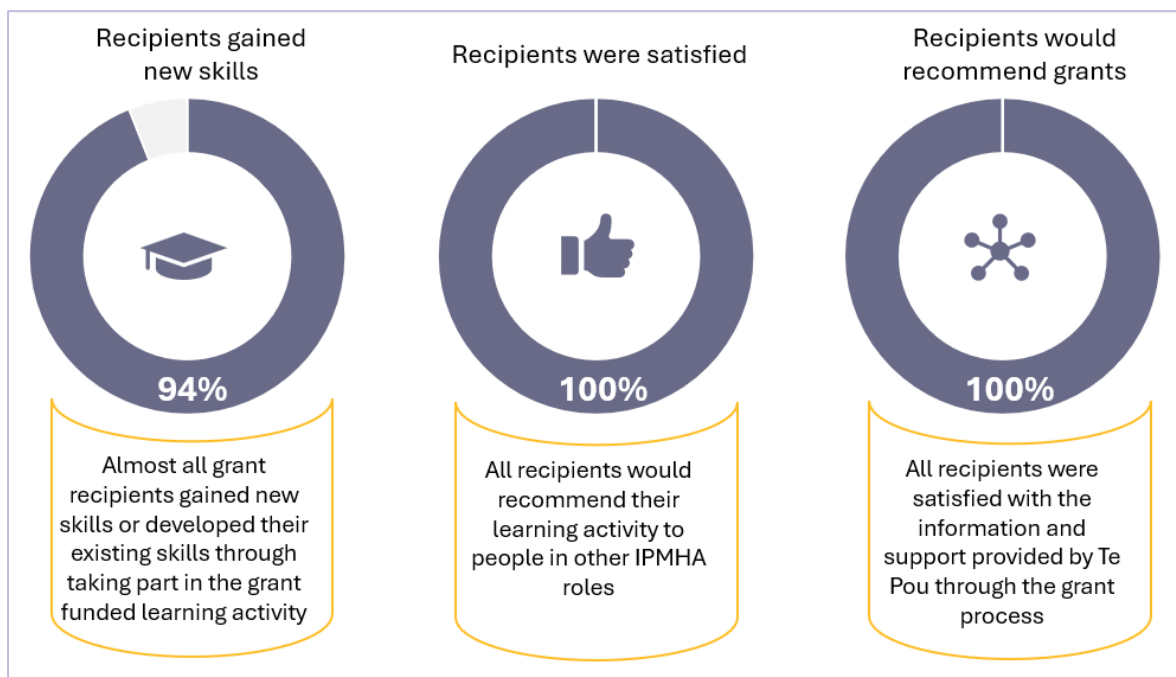 Recipients gained
new skills
Recipients were satisfied
Recipients would
recommend grants
94%
100%
100%
Almost all grant
recipients gained new
skills or developed their
existing skills through
taking part in the grant
funded learning activity
All recipients would
recommend their
learning activity to
people in other IPMHA
roles
All recipients were
satisfied with the
information and
support provided by Te
Pou through the grant
process